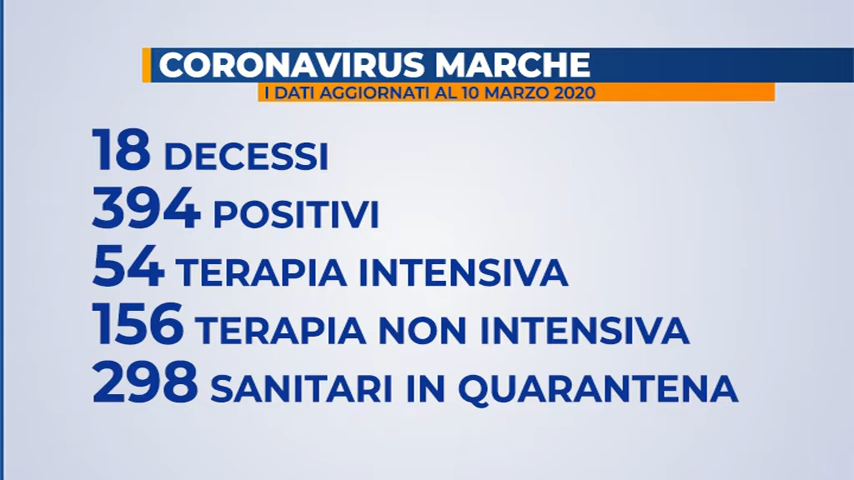 CORONAVIRUS MARCHE
I DATI AGGIORNATI AL 10 MARZO 2020
18 DECESSI
394 POSITIVI
54 TERAPIA INTENSIVA
156 TERAPIA NON INTENSIVA
298 SANITARI IN QUARANTENA